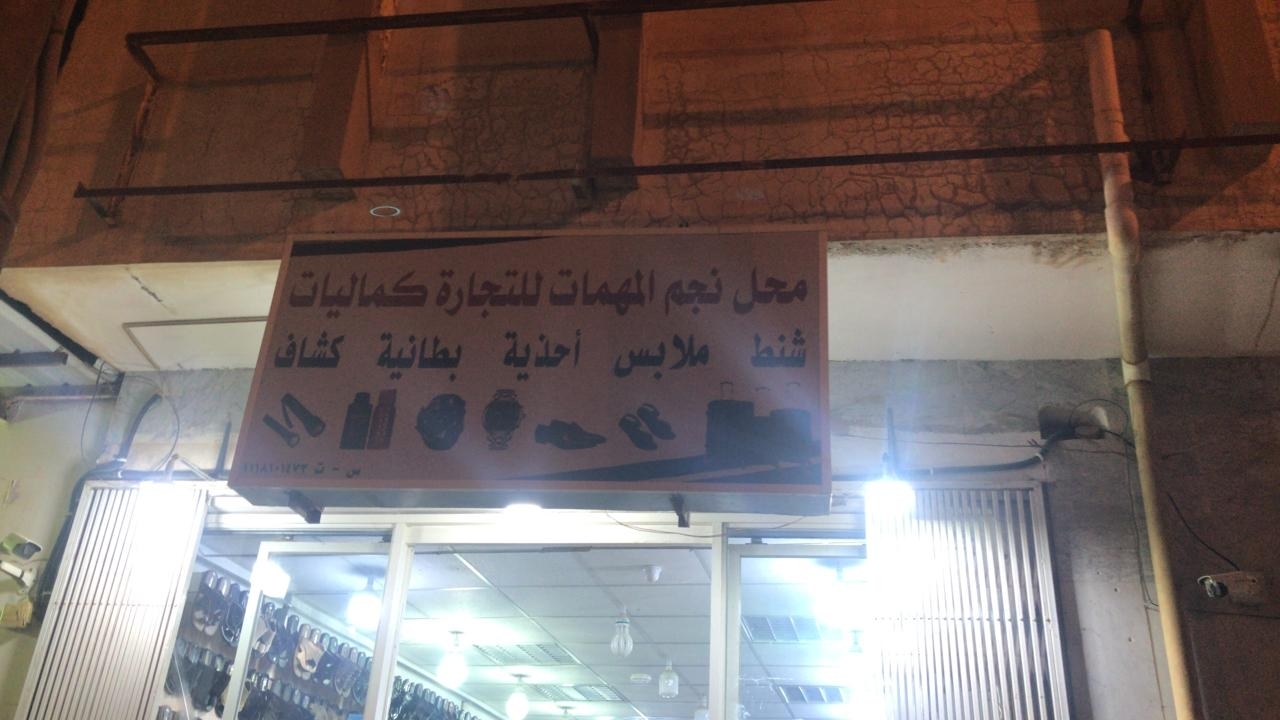 محل نجم المهمات للتجارة كماليات
شنط ملابس أحذية بطانية كشاف
س - ت